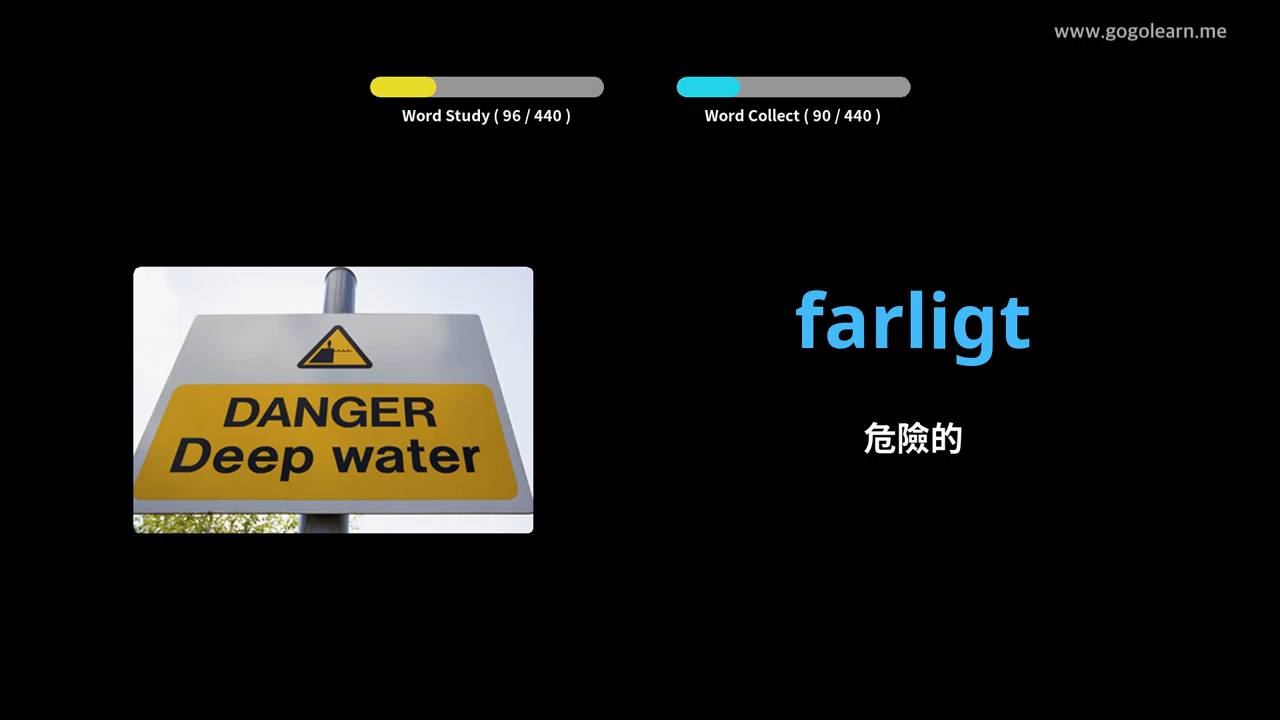 www.gogolearn.me
Word Study ( 96 / 440 )
Word Collect ( 90 / 440 )
DANGER
Deep water
farligt
危險的